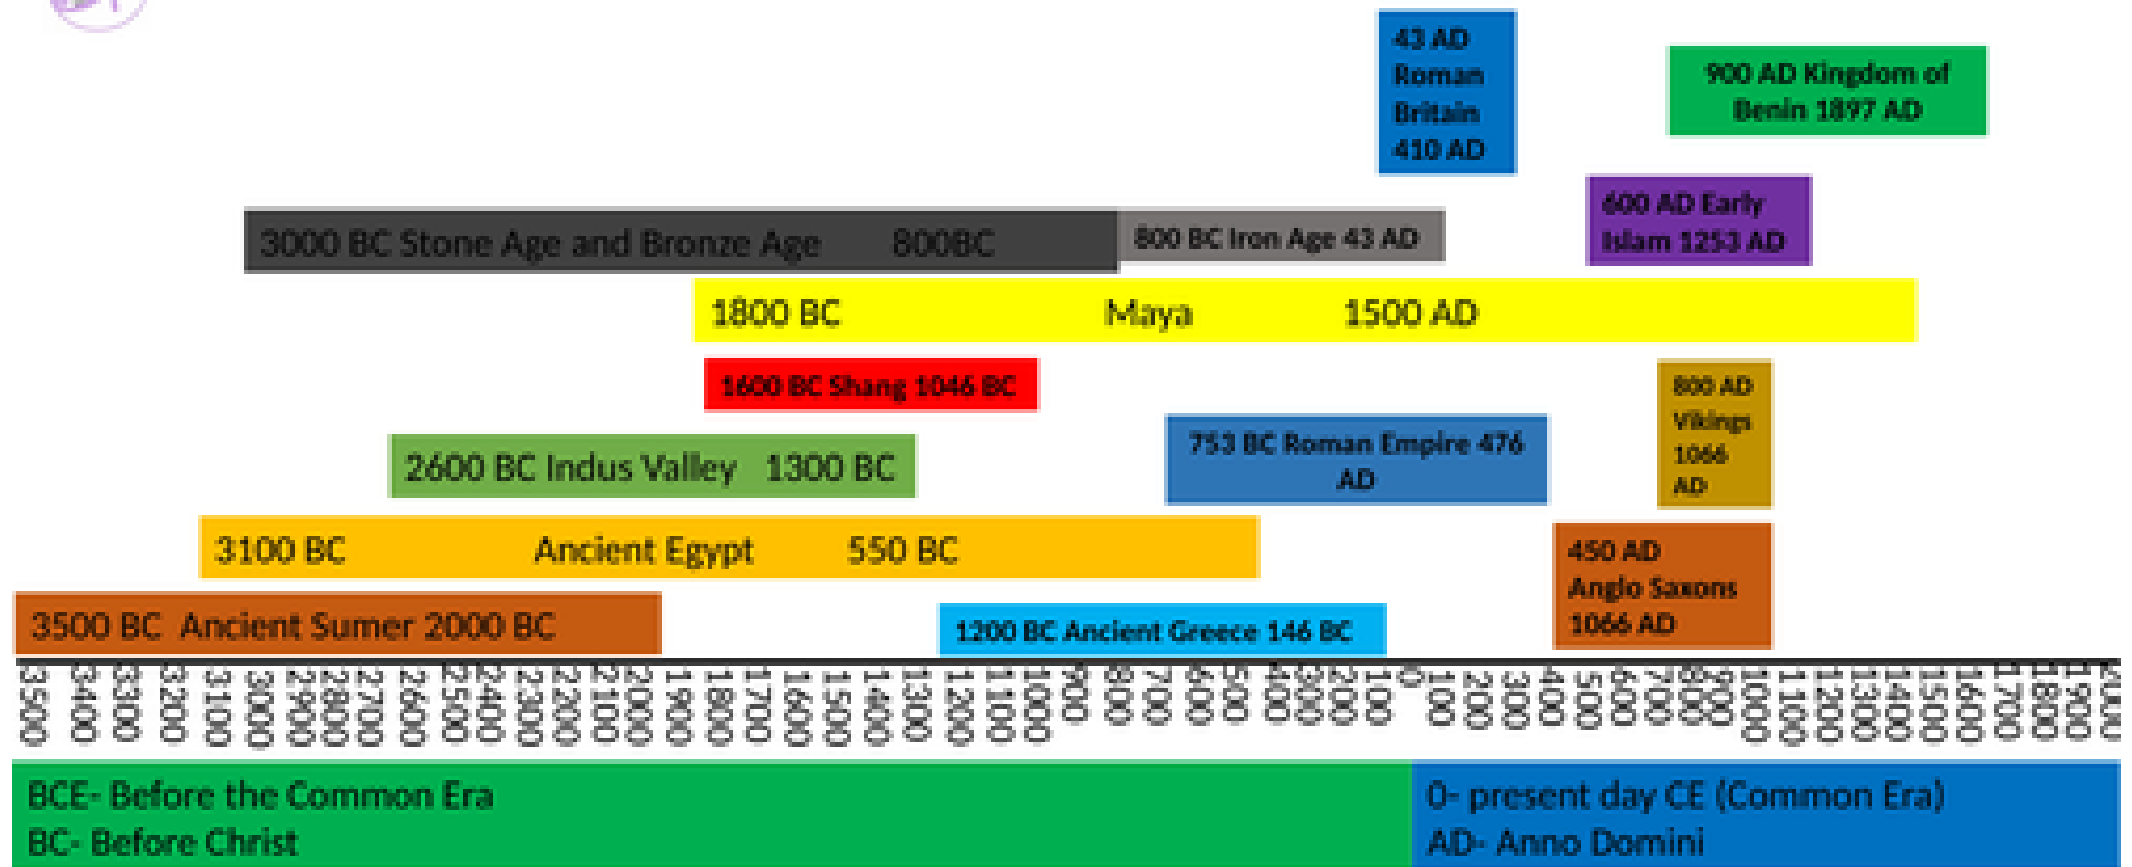 43 AD
Roman
Britain
410 AD
900 AD Kingdom of
Benin 1897 AD
600 AD Early
Islam 1253 AD
3000 BC Stone Age and Bronze Age 800BC
800 BC Iron Age 43 AD
1800 BC Maya 1500 AD
1600 BC Shang 1046 BC
800 AD
Vikings
1066
AD
753 BC Roman Empire 476
AD
2600 BC Indus Valley 1300 BC
3100 BC Ancient Egypt 550 BC
450 AD
Anglo Saxons
1066 AD
3500 BC Ancient Sumer 2000 BC
1200 BC Ancient Greece 146 BC
3500 3400 3300 3200 3100 3000 2900 2800 2700 2600 2500 2400 2300 2200 2100 2000 1900 1800 1700 1600 1500 1400 1300 1200 1100 1000 900 800 700 600 500 400 300 200 100 0 100 200 300 400 500 600 700 800 900 1000 1100 1200 1300 1400 1500 1600 1700 1800 1900 2000
BCE- Before the Common Era
BC- Before Christ
0- present day CE (Common Era)
AD- Anno Domini